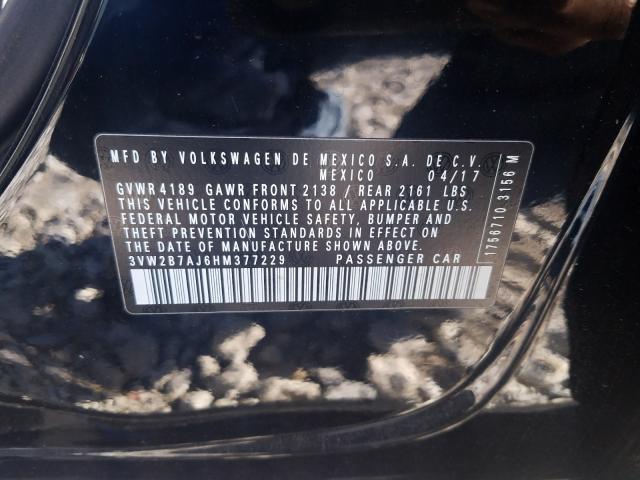 MFD BY VOLKSWAGEN DE MEXICO S.A. DE C.V.
MEXICO 04/17
GVWR 4189 GAWR FRONT 2138 / REAR 2161 LBS
THIS VEHICLE CONFORMS TO ALL APPLICABLE U.S.
FEDERAL MOTOR VEHICLE SAFETY, BUMPER AND
THEFT PREVENTION STANDARDS IN EFFECT ON
THE DATE OF MANUFACTURE SHOWN ABOVE.
3VW2B7AJ6HM377229 PASSENGER CAR
1756710.3156 M